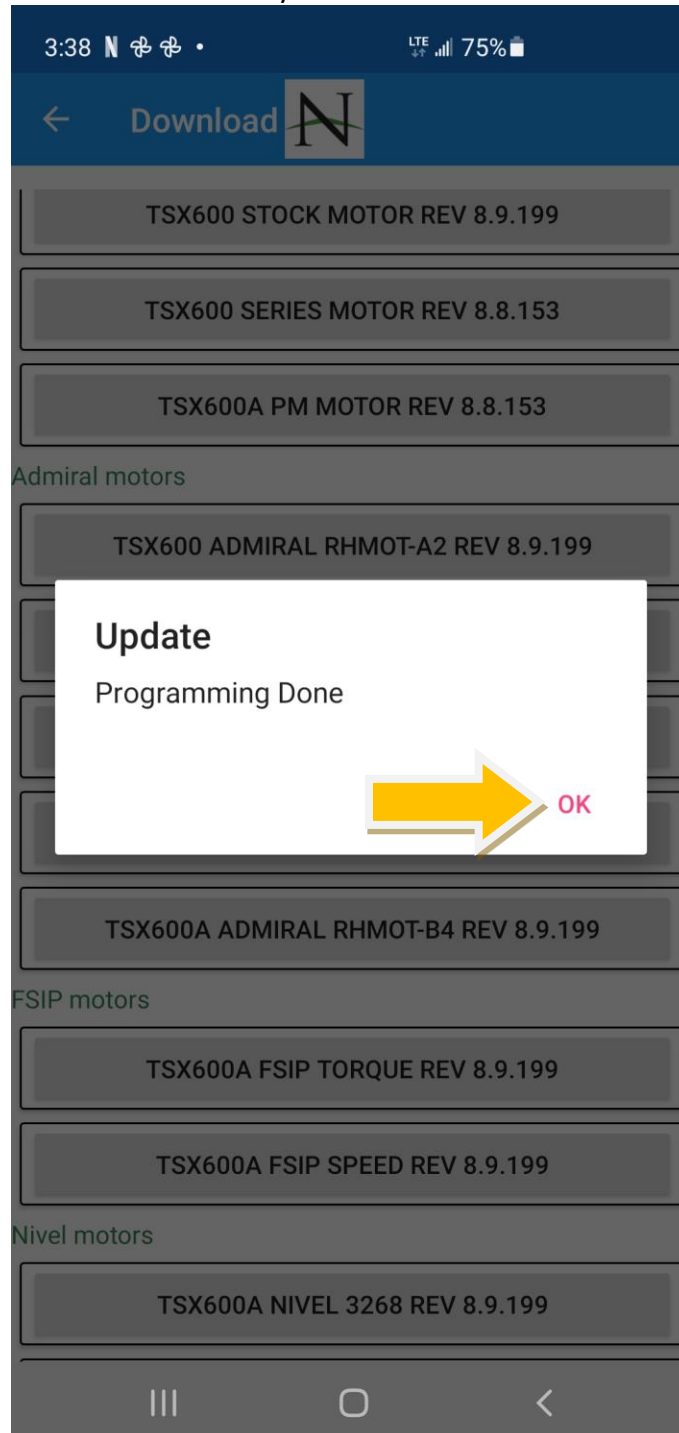 3:38 N LTE 75%
Download N
TSX600 STOCK MOTOR REV 8.9.199
TSX600 SERIES MOTOR REV 8.8.153
TSX600A PM MOTOR REV 8.8.153
Admiral motors
TSX600 ADMIRAL RHMOT-A2 REV 8.9.199
Update
Programming Done
OK
TSX600A ADMIRAL RHMOT-B4 REV 8.9.199
FSIP motors
TSX600A FSIP TORQUE REV 8.9.199
TSX600A FSIP SPEED REV 8.9.199
Nivel motors
TSX600A NIVEL 3268 REV 8.9.199